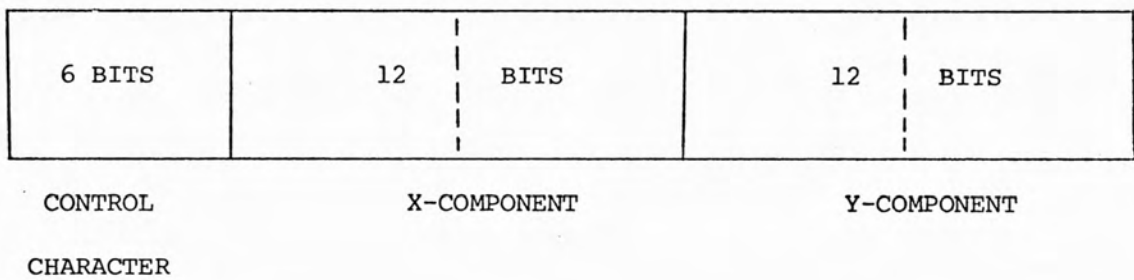 6 BITS 12 BITS 12 BITS
CONTROL X-COMPONENT Y-COMPONENT
CHARACTER